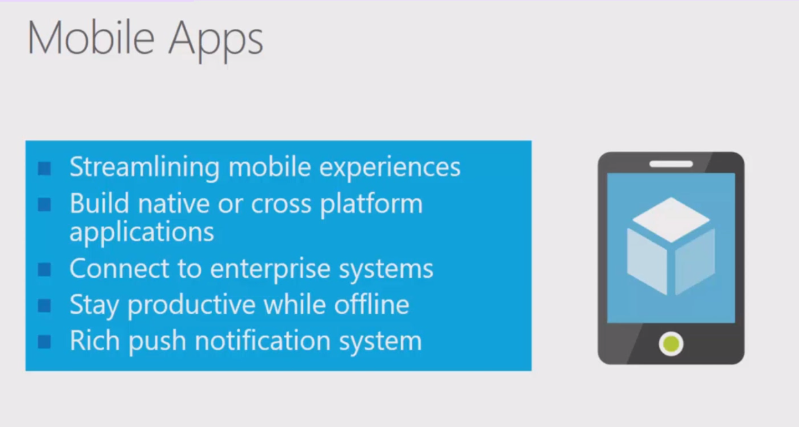 Mobile Apps
Streamlining mobile experiences
Build native or cross platform
applications
Connect to enterprise systems
Stay productive while offline
Rich push notification system